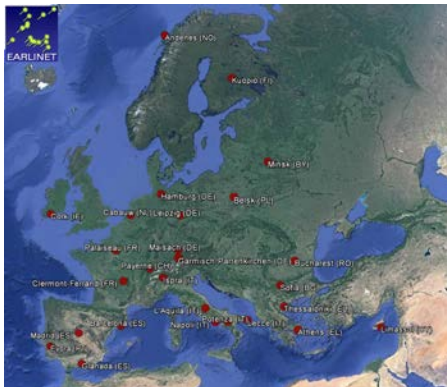 EARLINET
Andenes (NO)
Kuopio (FI)
Minsk (BY)
Hamburg (DE)
Belsk (PL)
Cork (IE)
Cabauw (NL)
Leipzig (DE)
Palaiseau (FR)
Maisach (DE)
Garmisch-Partenkirchen (DE)
Bucharest (RO)
Payerne (CH)
Ispra (IT)
Clermont-Ferrand (FR)
Sofia (BG)
L'Aquila (IT)
Thessaloniki (EL)
Barcelona (ES)
Potenza (IT)
Lecce (IT)
Napoli (IT)
Madrid (ES)
Athens (EL)
Limassol (CY)
Granada (ES)